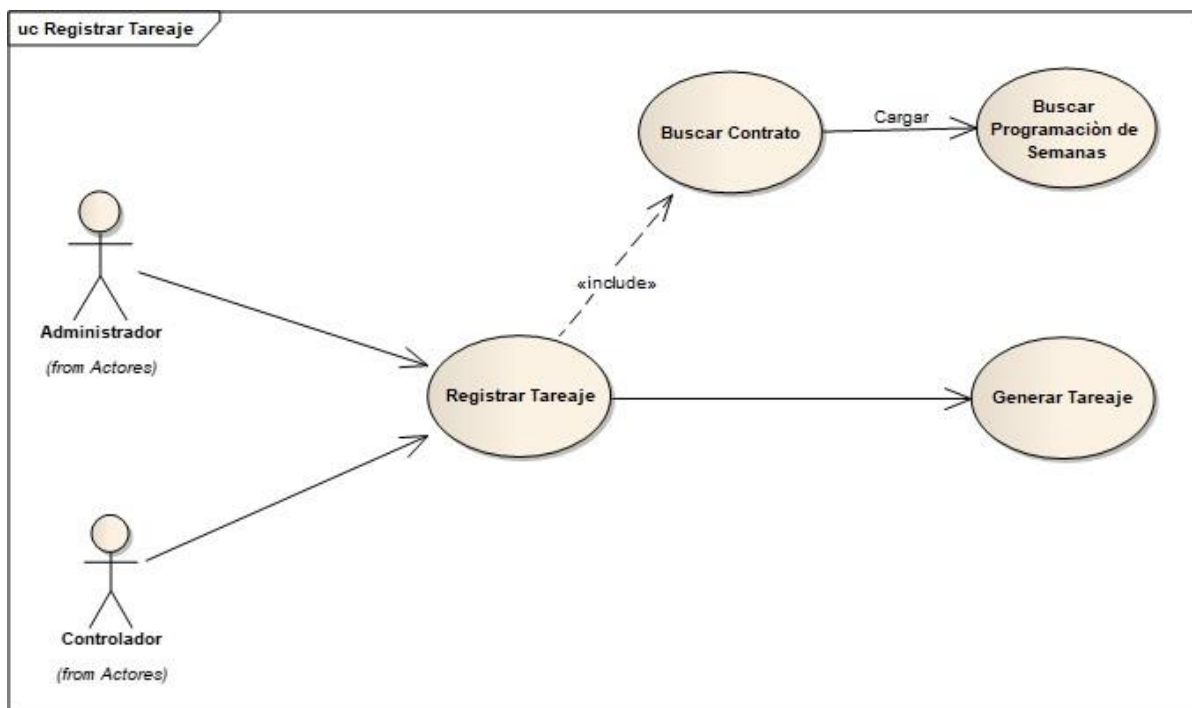 uc Registrar Tareaje
Buscar Contrato
Cargar
Buscar
Programaciòn de
Semanas
«include»
Administrador
(from Actores)
Registrar Tareaje
Generar Tareaje
Controlador
(from Actores)